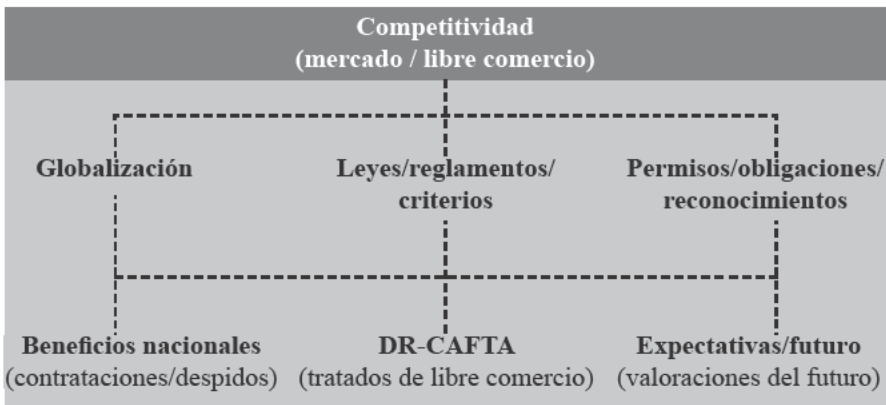 Competitividad
(mercado / libre comercio)
Globalización
Leyes/reglamentos/
criterios
Permisos/obligaciones/
reconocimientos
Beneficios nacionales
(contrataciones/despidos)
DR-CAFTA
(tratados de libre comercio)
Expectativas/futuro
(valoraciones del futuro)